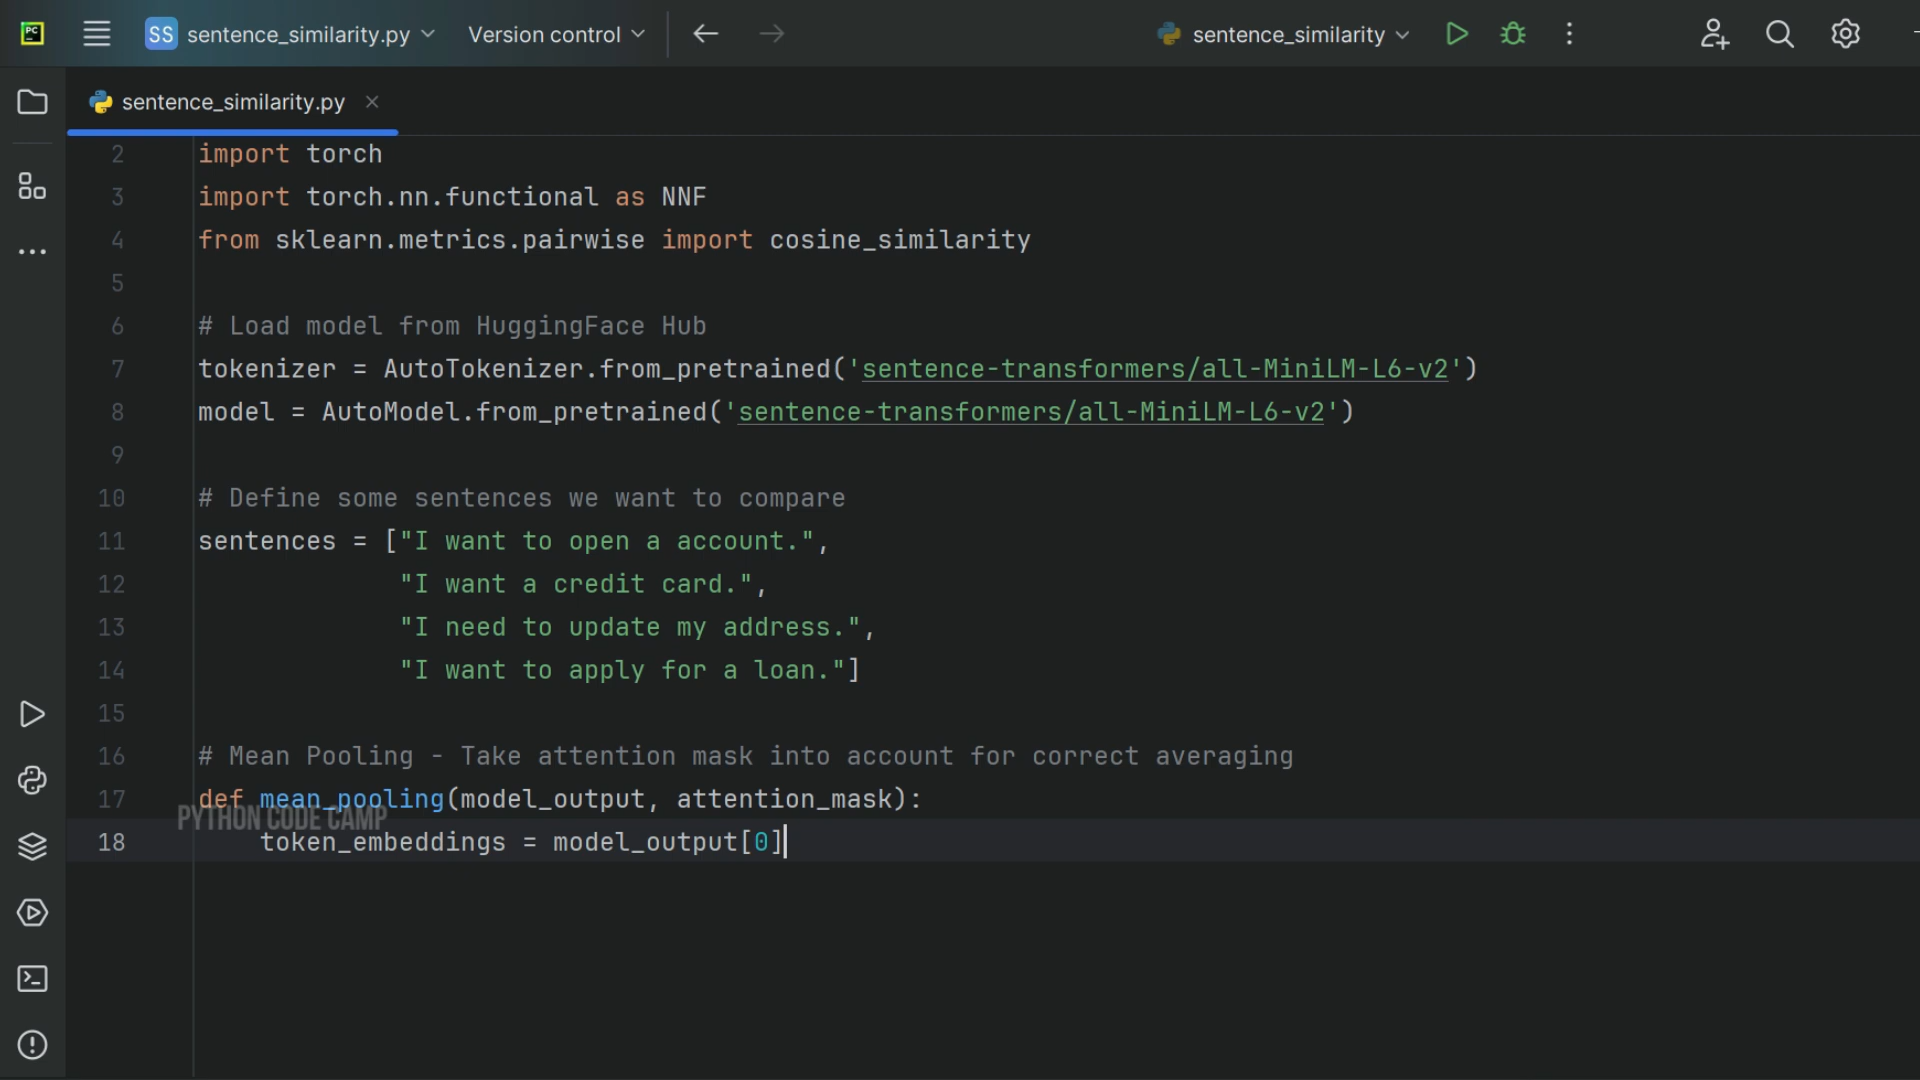 PC
SS sentence_similarity.py Version control sentence_similarity
sentence_similarity.py
2 import torch
3 import torch.nn.functional as NNF
4 from sklearn.metrics.pairwise import cosine_similarity
5
6 # Load model from HuggingFace Hub
7 tokenizer = AutoTokenizer.from_pretrained('sentence-transformers/all-MiniLM-L6-v2')
8 model = AutoModel.from_pretrained('sentence-transformers/all-MiniLM-L6-v2')
9
10 # Define some sentences we want to compare
11 sentences = ["I want to open a account.",
12 "I want a credit card.",
13 "I need to update my address.",
14 "I want to apply for a loan."]
15
16 # Mean Pooling - Take attention mask into account for correct averaging
17 def mean_pooling(model_output, attention_mask):
PYTHON CODE CAMP
18 token_embeddings = model_output[0]